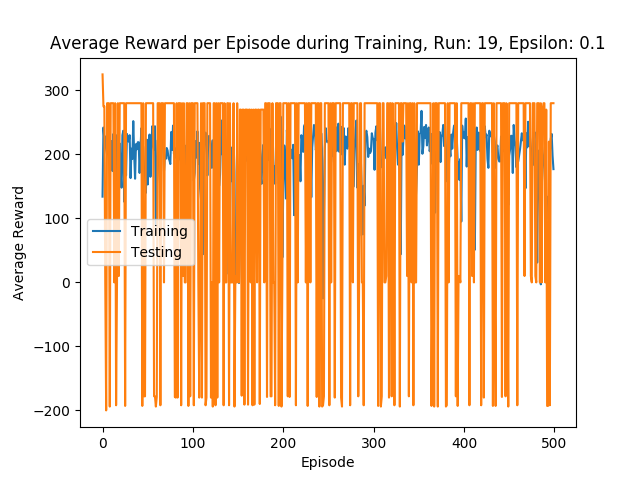 Average Reward per Episode during Training, Run: 19, Epsilon: 0.1
300
200
100
0
−100
−200
Average Reward
Training
Testing
0 100 200 300 400 500
Episode